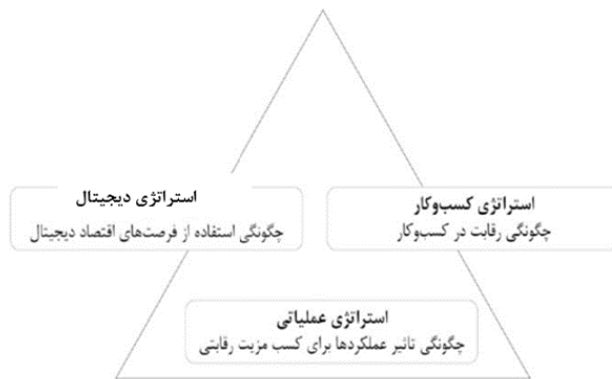 استراتژی کسب‌وکار
چگونگی رقابت در کسب‌وکار
استراتژی دیجیتال
چگونگی استفاده از فرصت‌های اقتصاد دیجیتال
استراتژی عملیاتی
چگونگی تاثیر عملکردها برای کسب مزیت رقابتی